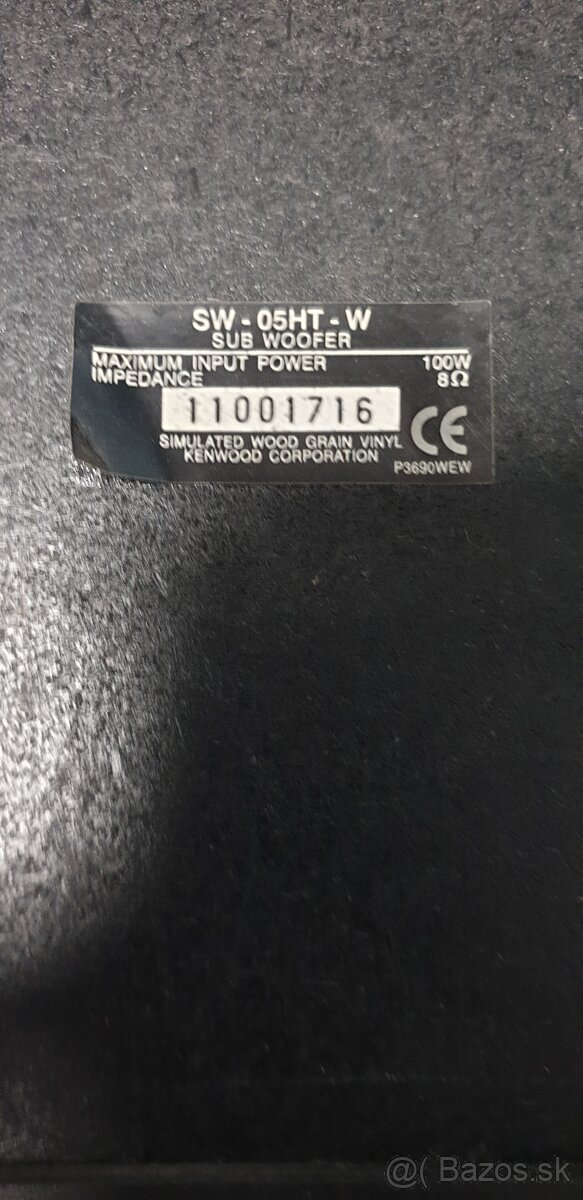 SW - 05HT - W
SUB WOOFER
MAXIMUM INPUT POWER 100W
IMPEDANCE 8Ω
11001716
SIMULATED WOOD GRAIN VINYL
KENWOOD CORPORATION
CE
P3690WEW
@( Bazos.sk